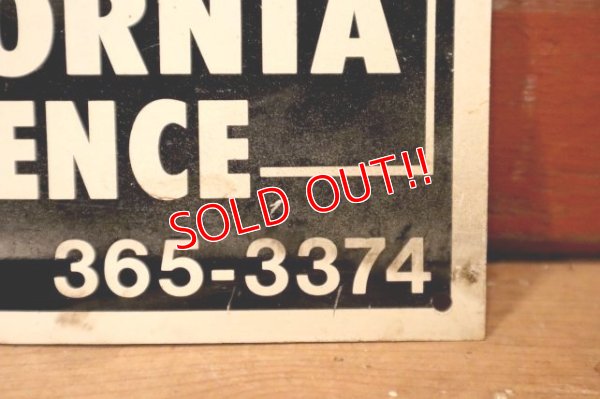 ORNIA
ENCE
SOLD OUT!!
365-3374